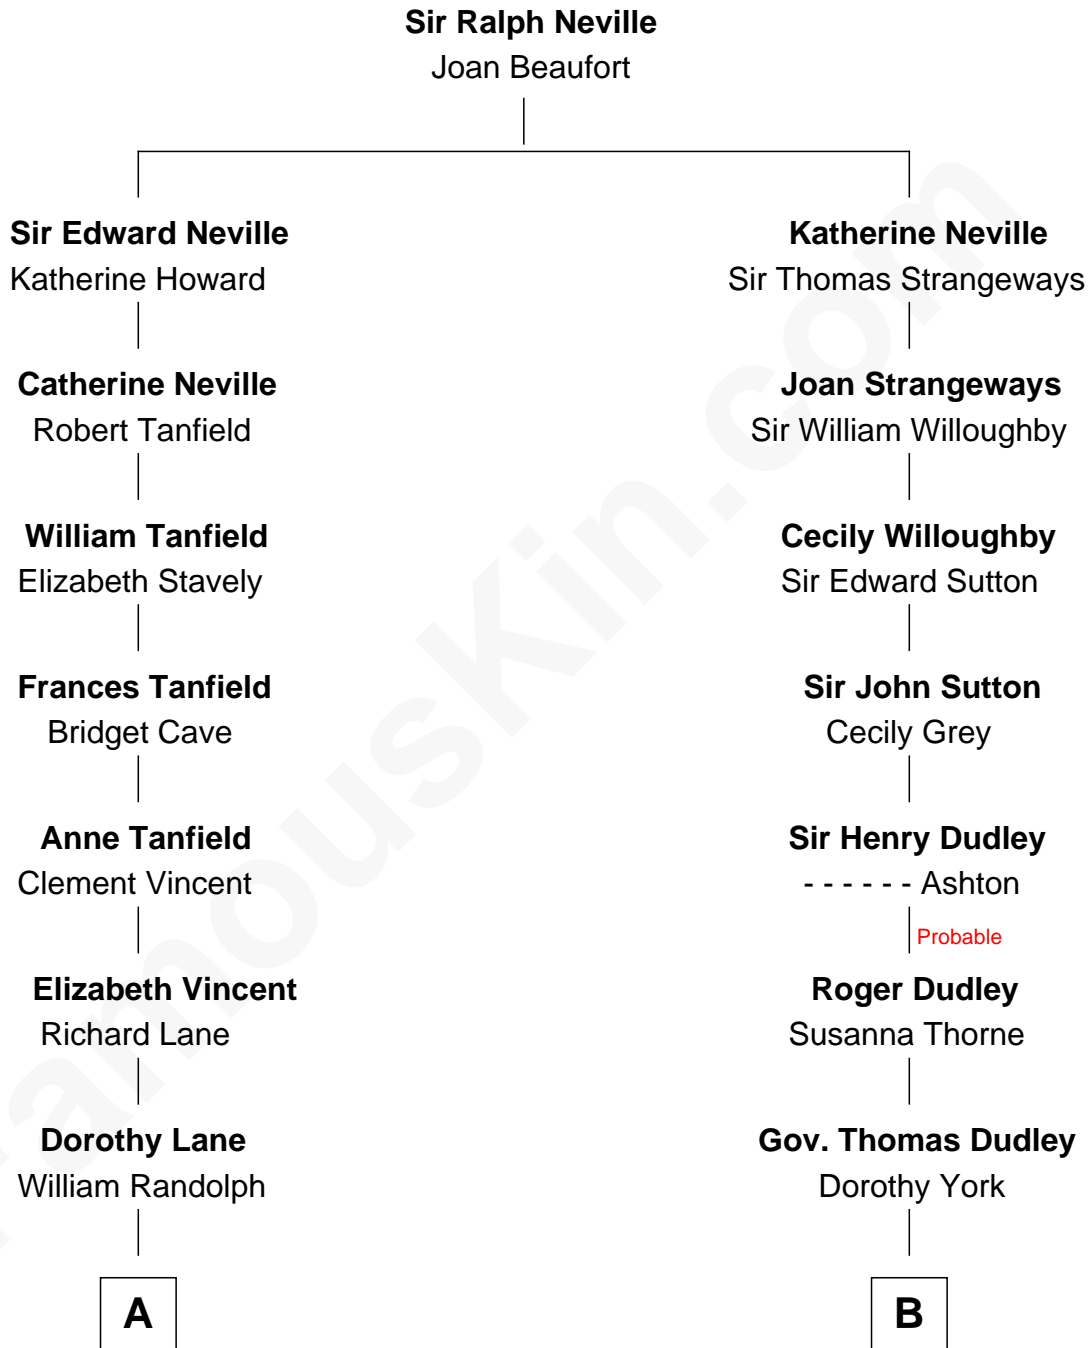 Sir Ralph Neville
Joan Beaufort
Sir Edward Neville
Katherine Howard
Katherine Neville
Sir Thomas Strangeways
Catherine Neville
Robert Tanfield
Joan Strangeways
Sir William Willoughby
William Tanfield
Elizabeth Stavely
Cecily Willoughby
Sir Edward Sutton
Frances Tanfield
Bridget Cave
Sir John Sutton
Cecily Grey
Anne Tanfield
Clement Vincent
Sir Henry Dudley
- - - - - - Ashton
Probable
Elizabeth Vincent
Richard Lane
Roger Dudley
Susanna Thorne
Dorothy Lane
William Randolph
Gov. Thomas Dudley
Dorothy York
A
B
FamousKin.com